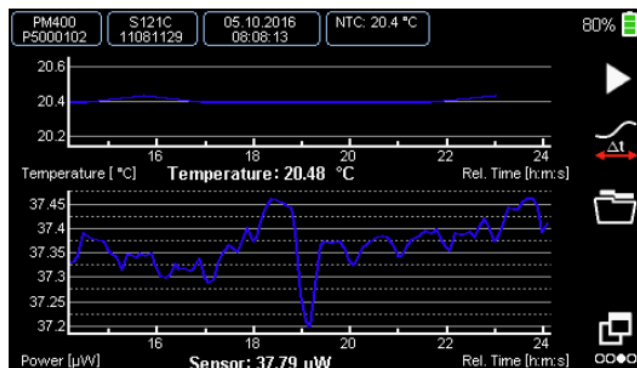 PM400
P5000102
S121C
11081129
05.10.2016
08:08:13
NTC: 20.4 °C
80%
20.6
20.4
20.2
16 18 20 22 24
Temperature [ °C] Temperature: 20.48 °C Rel. Time [h:m:s]
Δt
37.45
37.4
37.35
37.3
37.25
37.2
16 18 20 22 24
Power [µW] Sensor: 37.79 µW Rel. Time [h:m:s]